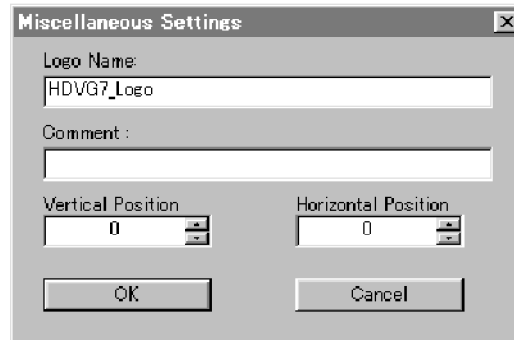 Miscellaneous Settings
Logo Name:
HDVG7_Logo
Comment :
Vertical Position Horizontal Position
0 0
OK Cancel